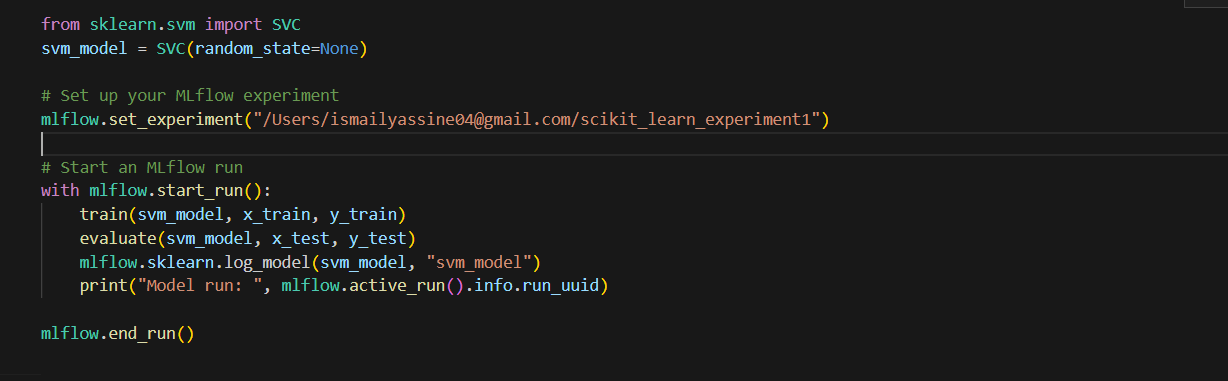 from sklearn.svm import SVC
svm_model = SVC(random_state=None)
# Set up your MLflow experiment
mlflow.set_experiment("/Users/ismailyassine04@gmail.com/scikit_learn_experiment1")
# Start an MLflow run
with mlflow.start_run():
    train(svm_model, x_train, y_train)
    evaluate(svm_model, x_test, y_test)
    mlflow.sklearn.log_model(svm_model, "svm_model")
    print("Model run: ", mlflow.active_run().info.run_uuid)
mlflow.end_run()